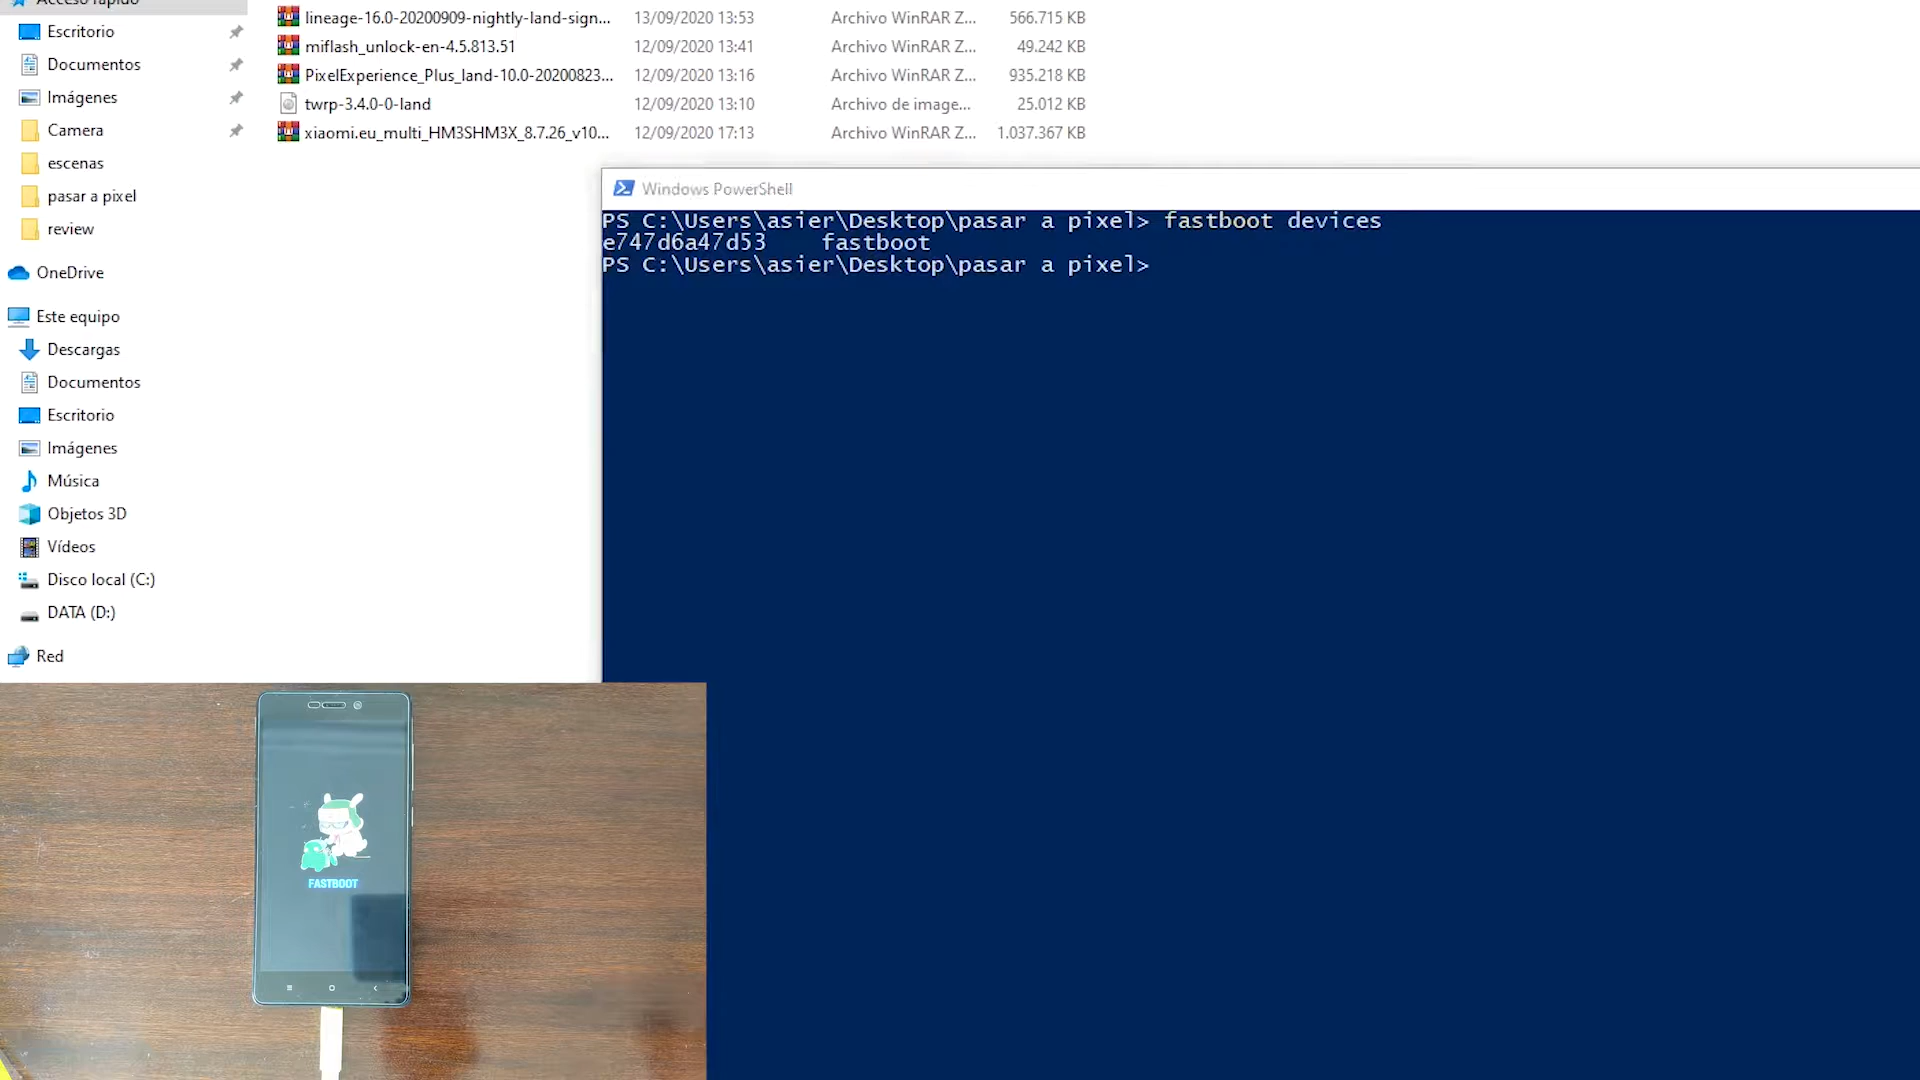 Acceso rápido
Escritorio
Documentos
Imágenes
Camera
escenas
pasar a pixel
review
OneDrive
Este equipo
Descargas
Documentos
Escritorio
Imágenes
Música
Objetos 3D
Vídeos
Disco local (C:)
DATA (D:)
Red
lineage-16.0-20200909-nightly-land-sign... 13/09/2020 13:53 Archivo WinRAR Z... 566.715 KB
miflash_unlock-en-4.5.813.51 12/09/2020 13:41 Archivo WinRAR Z... 49.242 KB
PixelExperience_Plus_land-10.0-20200823... 12/09/2020 13:16 Archivo WinRAR Z... 935.218 KB
twrp-3.4.0-0-land 12/09/2020 13:10 Archivo de image... 25.012 KB
xiaomi.eu_multi_HM3SHM3X_8.7.26_v10... 12/09/2020 17:13 Archivo WinRAR Z... 1.037.367 KB
Windows PowerShell
PS C:\Users\asier\Desktop\pasar a pixel> fastboot devices
e747d6a47d53 fastboot
PS C:\Users\asier\Desktop\pasar a pixel>
FASTBOOT